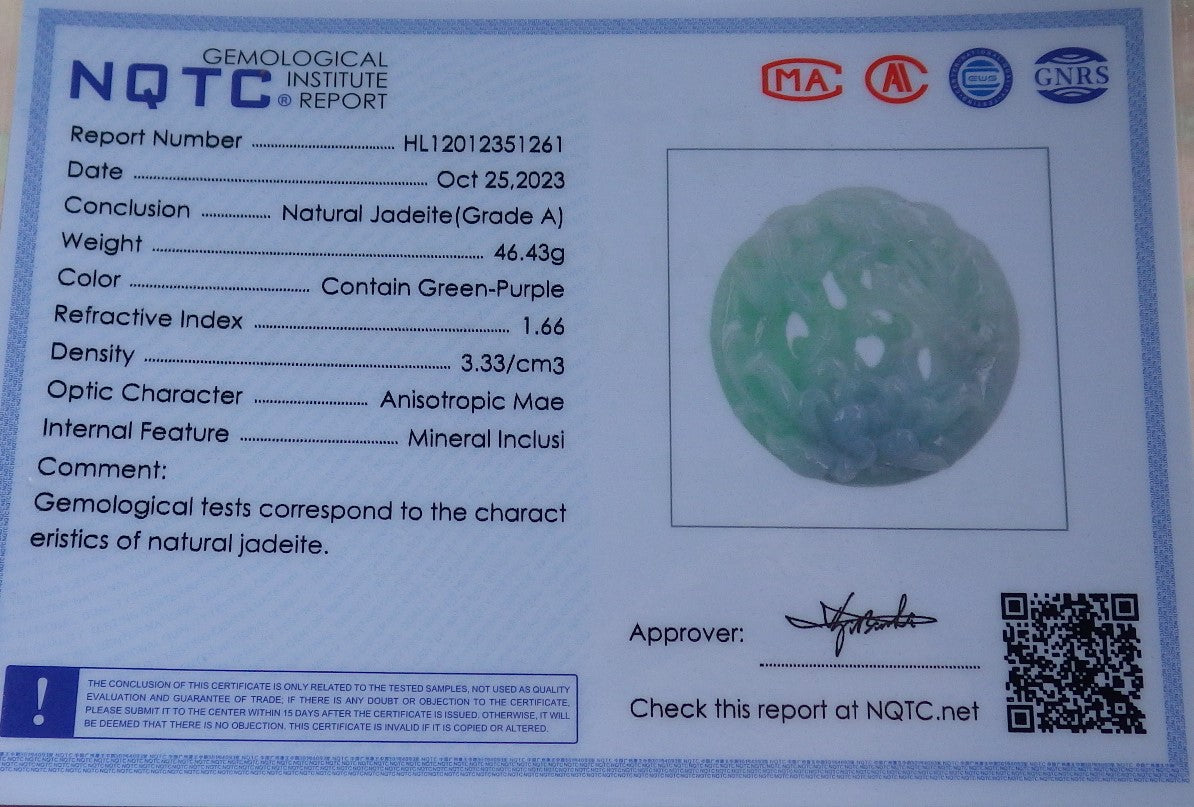 GEMOLOGICAL
NQTC® INSTITUTE
REPORT
MA
GNRS
Report Number HL12012351261
Date Oct 25,2023
Conclusion Natural Jadeite(Grade A)
Weight 46.43g
Color Contain Green-Purple
Refractive Index 1.66
Density 3.33/cm3
Optic Character Anisotropic Mae
Internal Feature Mineral Inclusi
Comment:
Gemological tests correspond to the charact
eristics of natural jadeite.
Approver:
Check this report at NQTC.net
!
THE CONCLUSION OF THIS CERTIFICATE IS ONLY RELATED TO THE TESTED SAMPLES, NOT USED AS QUALITY
EVALUATION AND GUARANTEE OF TRADE; IF THERE IS ANY DOUBT OR OBJECTION TO THE CERTIFICATE,
PLEASE SUBMIT IT TO THE CENTER WITHIN 15 DAYS AFTER THE CERTIFICATE IS ISSUED. OTHERWISE, IT WILL
BE DEEMED THAT THERE IS NO OBJECTION. THIS CERTIFICATE IS INVALID IF IT IS COPIED OR ALTERED.